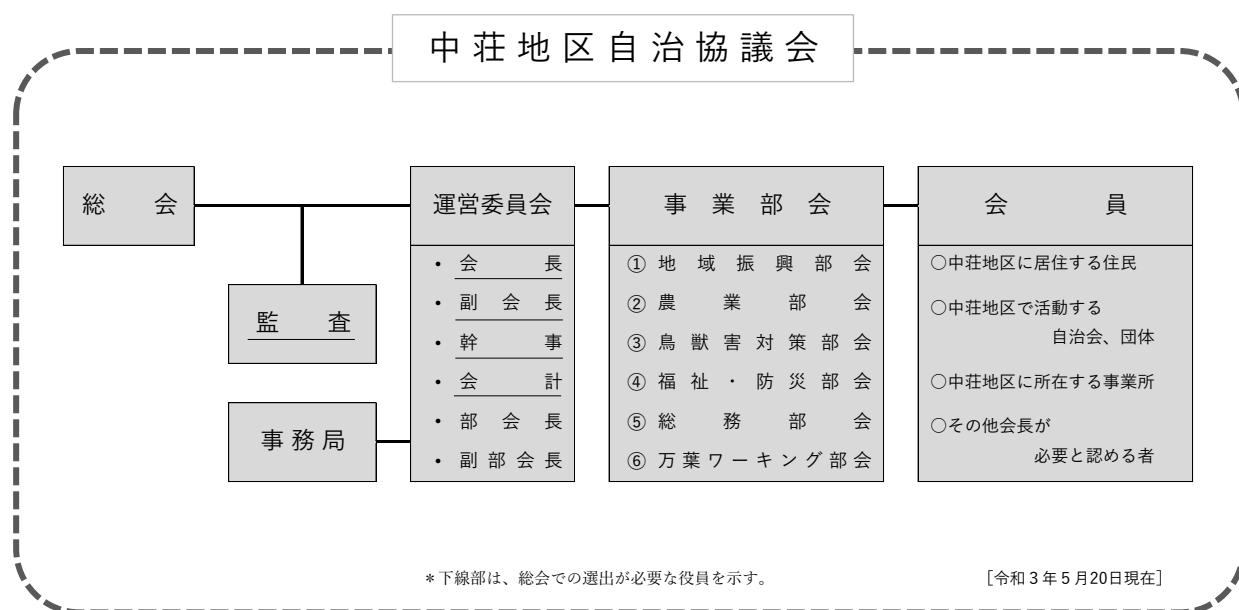 中荘地区自治協議会
総会
監査
事務局
運営委員会
・会長
・副会長
・幹事
・会計
・部会長
・副部会長
事業部会
①地域振興部会
②農業部会
③鳥獣害対策部会
④福祉・防災部会
⑤総務部会
⑥万葉ワーキング部会
会員
○中荘地区に居住する住民
○中荘地区で活動する
自治会、団体
○中荘地区に所在する事業所
○その他会長が
必要と認める者
＊下線部は、総会での選出が必要な役員を示す。
［令和３年５月20日現在］